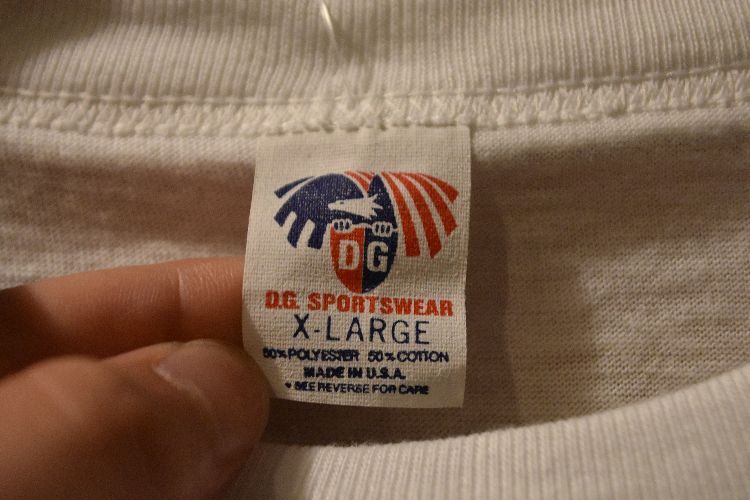 DG
D.G. SPORTSWEAR
X-LARGE
50% POLYESTER 50% COTTON
MADE IN U.S.A.
* SEE REVERSE FOR CARE